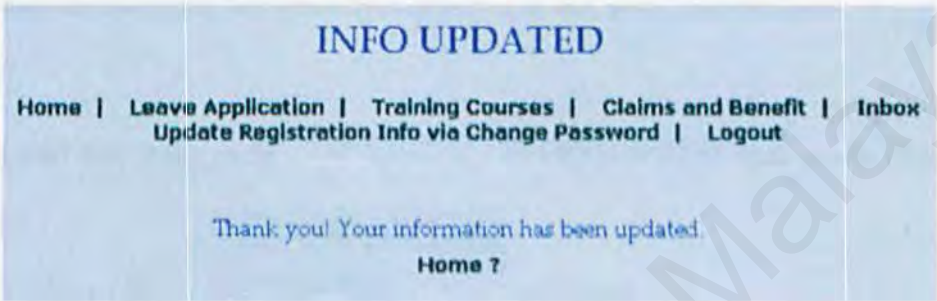 INFO UPDATED
Home | Leave Application | Training Courses | Claims and Benefit | Inbox
Update Registration Info via Change Password | Logout
Thank you! Your information has been updated.
Home ?
Malaya